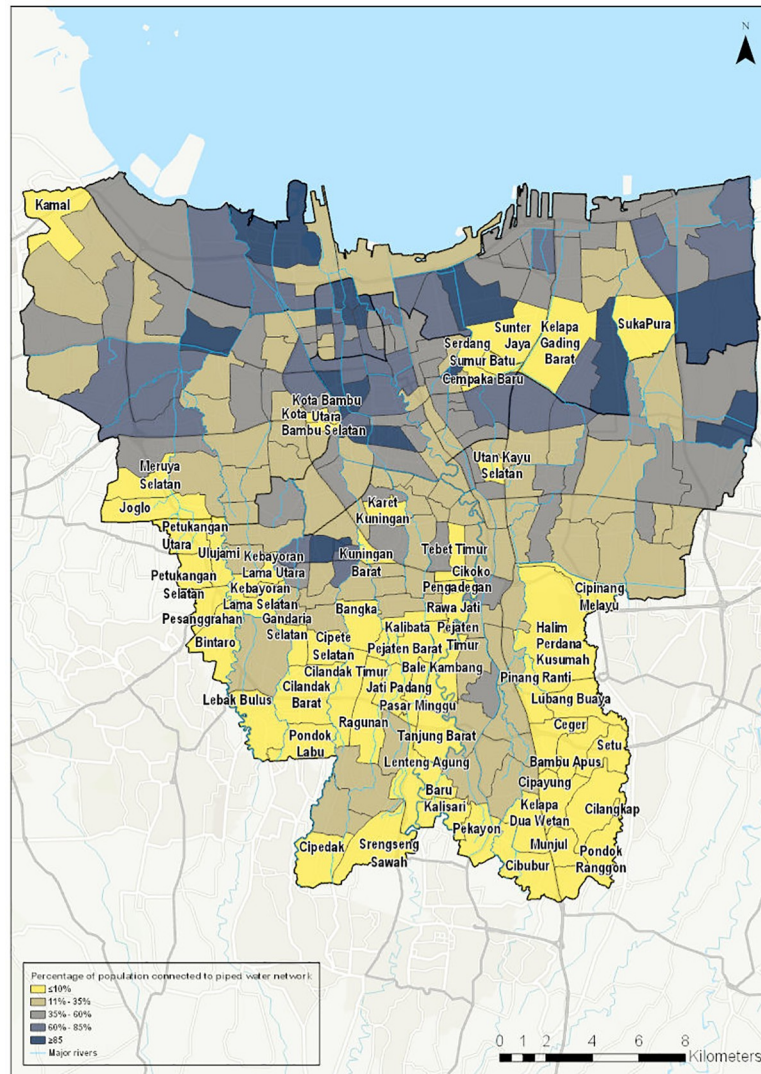 N
Kamal
Sunter
Jaya
Kelapa
Gading
Barat
SukaPura
Serdang
Sumur Batu
Cempaka Baru
Kota Bambu
Utara
Kota
Bambu Selatan
Utan Kayu
Selatan
Meruya
Selatan
Joglo
Karet
Kuningan
Petukangan
Utara
Ulujami
Kebayoran
Lama Utara
Kuningan
Barat
Tebet Timur
Cikoko
Pengadegan
Petukangan
Selatan
Kebayoran
Lama Selatan
Cipinang
Melayu
Pesanggrahan
Gandaria
Selatan
Bangka
Rawa Jati
Kalibata
Pejaten
Timur
Bintaro
Cipete
Selatan
Pejaten Barat
Halim
Perdana
Kusumah
Cilandak Timur
Bale Kambang
Pinang Ranti
Lebak Bulus
Cilandak
Barat
Jati Padang
Pasar Minggu
Lubang Buaya
Ragunan
Ceger
Pondok
Labu
Tanjung Barat
Setu
Lenteng Agung
Bambu Apus
Baru
Kalisari
Cipayung
Kelapa
Dua Wetan
Cilangkap
Pekayon
Cipedak
Srengseng
Sawah
Munjul
Cibubur
Pondok
Ranggon
Percentage of population connected to piped water network
≤10%
11% - 35%
35% - 60%
60% - 85%
≥85
Major rivers
0 1 2 4 6 8
Kilometers